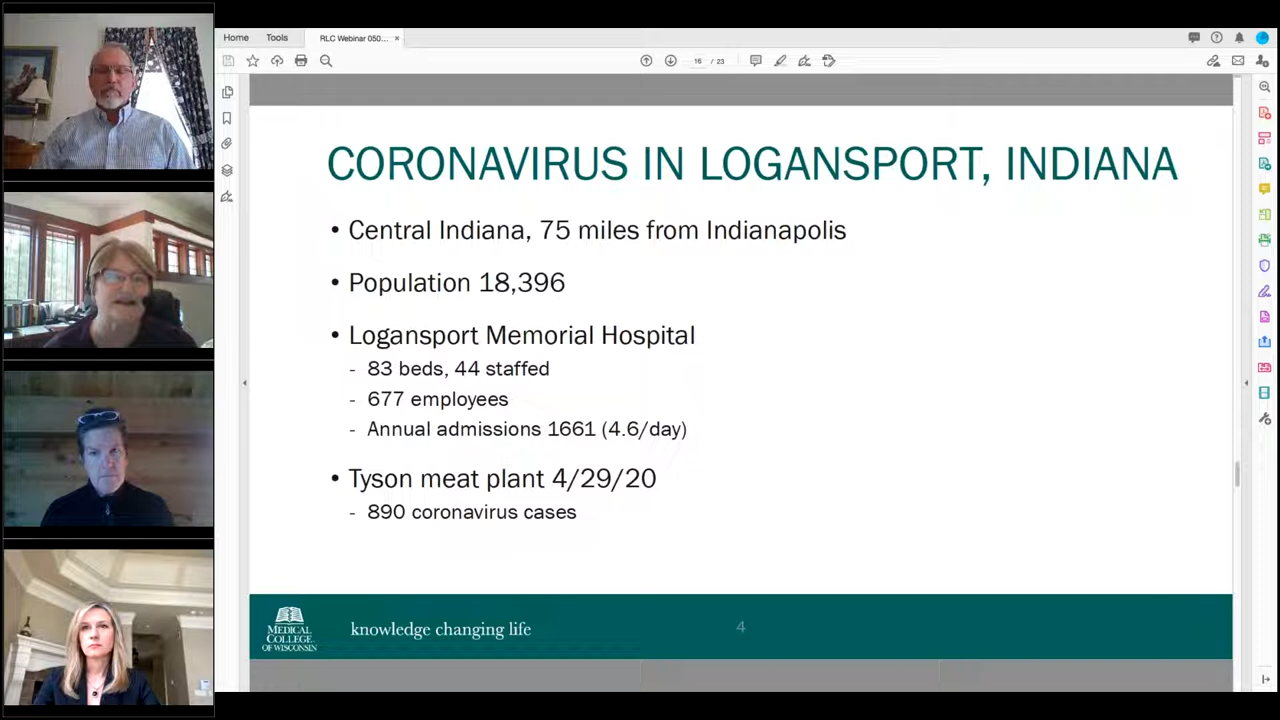 Home Tools RLC Webinar 050... ×
16 / 23
CORONAVIRUS IN LOGANSPORT, INDIANA
• Central Indiana, 75 miles from Indianapolis
• Population 18,396
• Logansport Memorial Hospital
- 83 beds, 44 staffed
- 677 employees
- Annual admissions 1661 (4.6/day)
• Tyson meat plant 4/29/20
- 890 coronavirus cases
MEDICAL
COLLEGE
OF WISCONSIN
knowledge changing life
4